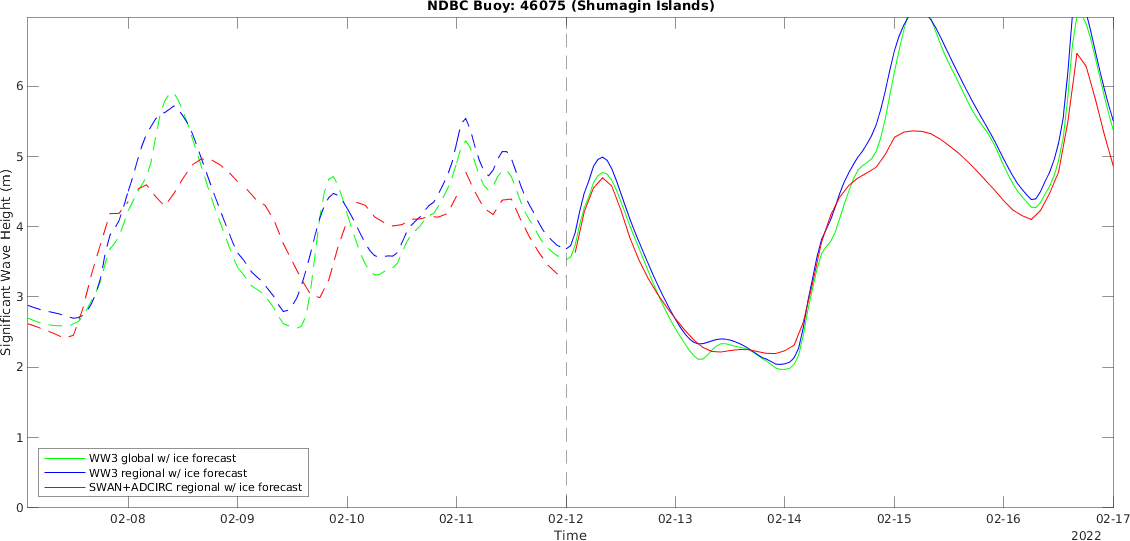 NDBC Buoy: 46075 (Shumagin Islands)
Significant Wave Height (m)
6
5
4
3
2
1
0
WW3 global w/ ice forecast
WW3 regional w/ ice forecast
SWAN+ADCIRC regional w/ ice forecast
02-08 02-09 02-10 02-11 02-12 02-13 02-14 02-15 02-16 02-17
Time
2022